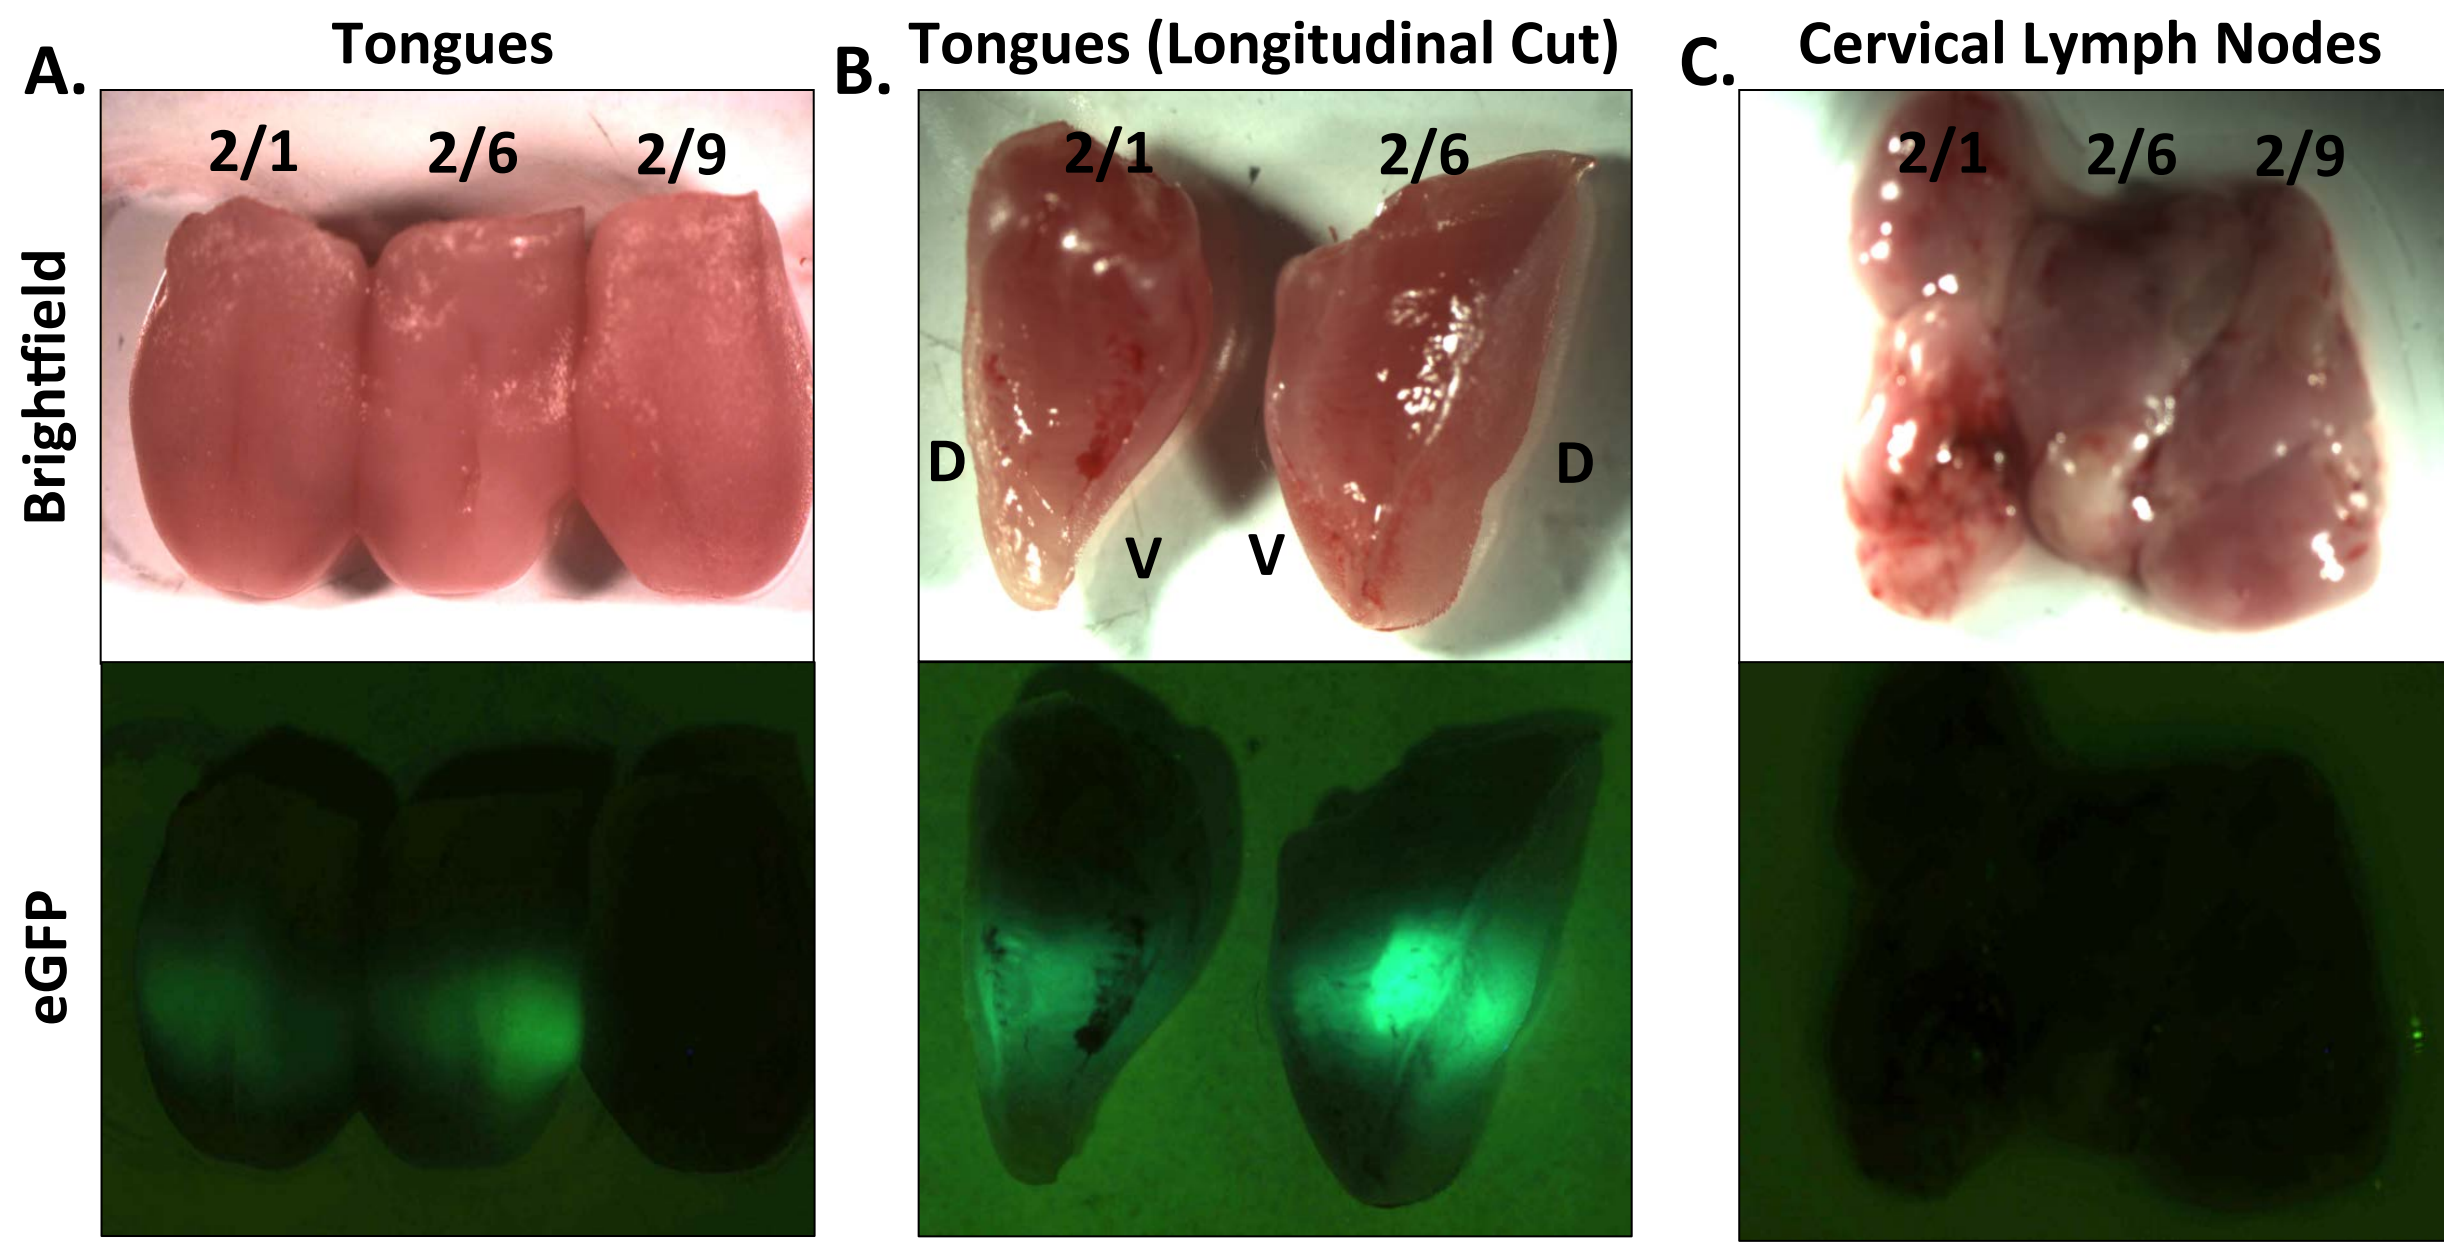 A.
Tongues
B.
Tongues (Longitudinal Cut)
C.
Cervical Lymph Nodes
Brightfield
2/1
2/6
2/9
2/1
2/6
D
V
V
D
2/1
2/6
2/9
eGFP